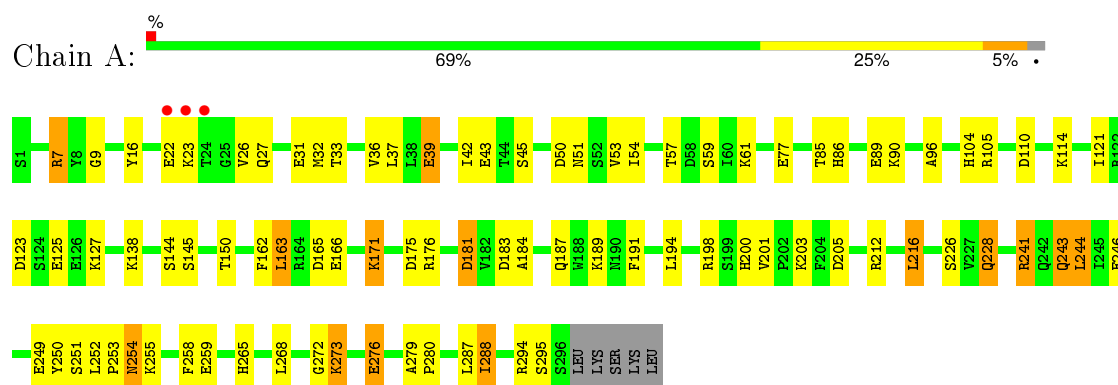 %
Chain A:
69% 25% 5% •
S1 R7 Y8 G9 Y16 E22 K23 T24 G25 V26 Q27 E31 M32 T33 V36 L37 L38 E39 I42 E43 T44 S45 D50 N51 S52 V53 I54 T57 D58 S59 I60 K61 E77 T85 H86 E89 K90 A96 H104 R105 D110 K114 I121 R122
D123 S124 E125 E126 K127 K138 S144 S145 T150 F162 L163 R164 D165 E166 K171 D175 R176 D181 V182 D183 A184 Q187 W188 K189 N190 F191 L194 R198 S199 H200 V201 P202 K203 F204 D205 R212 L216 S226 V227 Q228 R241 Q242 Q243 L244 I245
E249 Y250 S251 L252 P253 N254 K255 F258 E259 H265 L268 G272 K273 E276 A279 P280 L287 I288 R294 S295 S296 LEU LYS SER LYS LEU